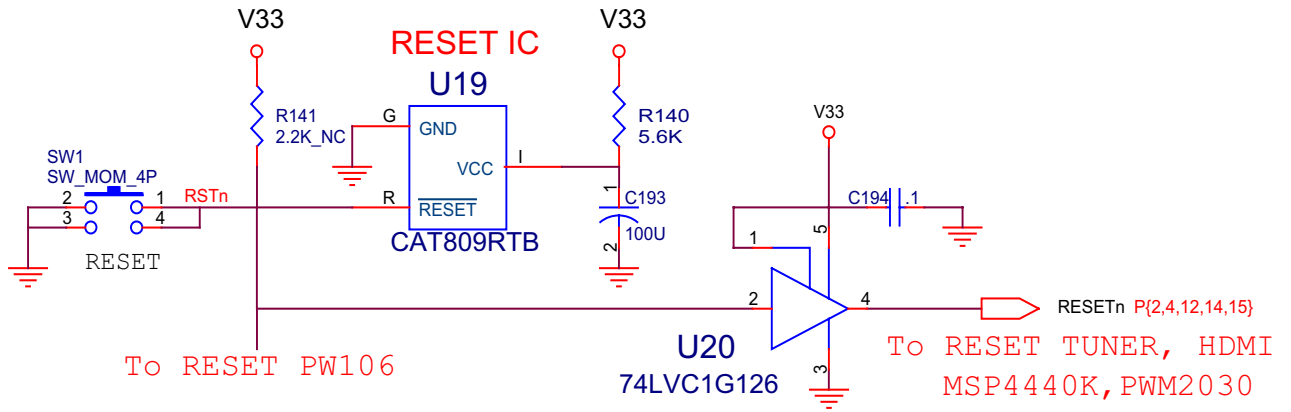 V33
V33
RESET IC
U19
R141
2.2K_NC
G
GND
R140
5.6K
V33
SW1
SW_MOM_4P
VCC
I
2
1
RSTn
R
RESET
1
C193
C194
.1
3
4
100U
2
RESET
CAT809RTB
1
5
2
4
RESETn P{2,4,12,14,15}
U20
3
To RESET TUNER, HDMI
To RESET PW106
74LVC1G126
MSP4440K,PWM2030